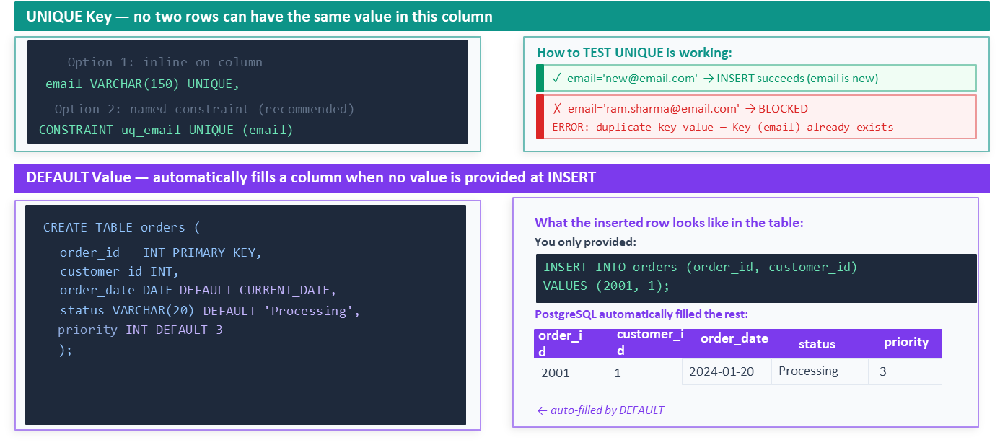 UNIQUE Key — no two rows can have the same value in this column
-- Option 1: inline on column
email VARCHAR(150) UNIQUE,
-- Option 2: named constraint (recommended)
CONSTRAINT uq_email UNIQUE (email)
How to TEST UNIQUE is working:
✓ email='new@email.com' → INSERT succeeds (email is new)
✗ email='ram.sharma@email.com' → BLOCKED
ERROR: duplicate key value — Key (email) already exists
DEFAULT Value — automatically fills a column when no value is provided at INSERT
CREATE TABLE orders (
order_id INT PRIMARY KEY,
customer_id INT,
order_date DATE DEFAULT CURRENT_DATE,
status VARCHAR(20) DEFAULT 'Processing',
priority INT DEFAULT 3
);
What the inserted row looks like in the table:
You only provided:
INSERT INTO orders (order_id, customer_id)
VALUES (2001, 1);
PostgreSQL automatically filled the rest:
order_i
d
customer_i
d
order_date
status
priority
2001 1 2024-01-20 Processing 3
← auto-filled by DEFAULT